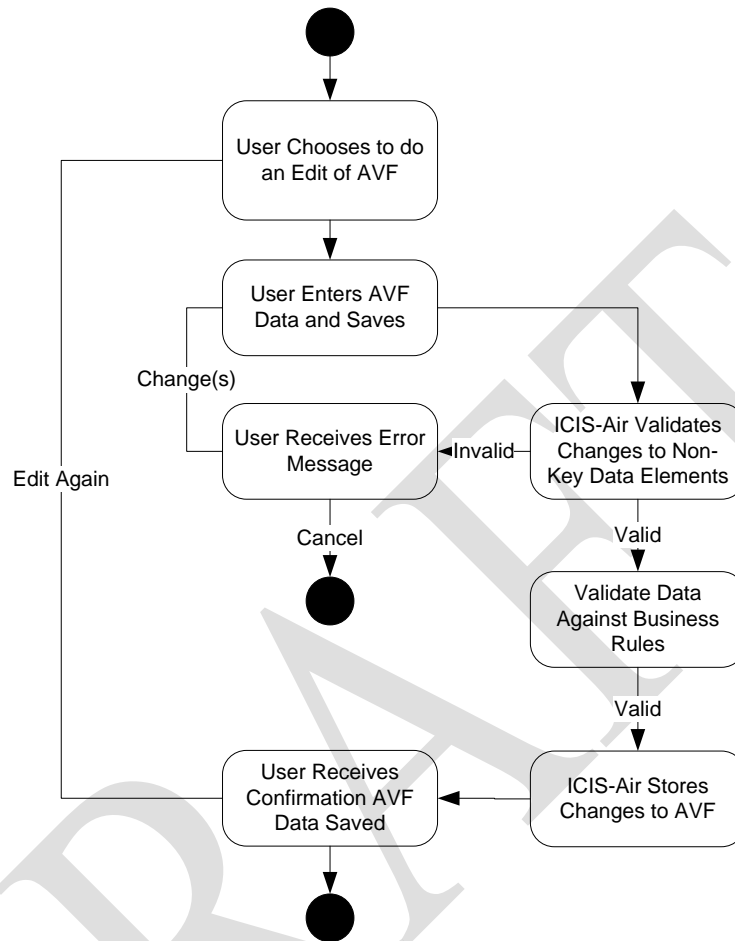 User Chooses to do
an Edit of AVF
User Enters AVF
Data and Saves
Change(s)
User Receives Error
Message
Invalid
ICIS-Air Validates
Changes to Non-
Key Data Elements
Edit Again
Cancel
Valid
Validate Data
Against Business
Rules
Valid
User Receives
Confirmation AVF
Data Saved
ICIS-Air Stores
Changes to AVF
RAFT